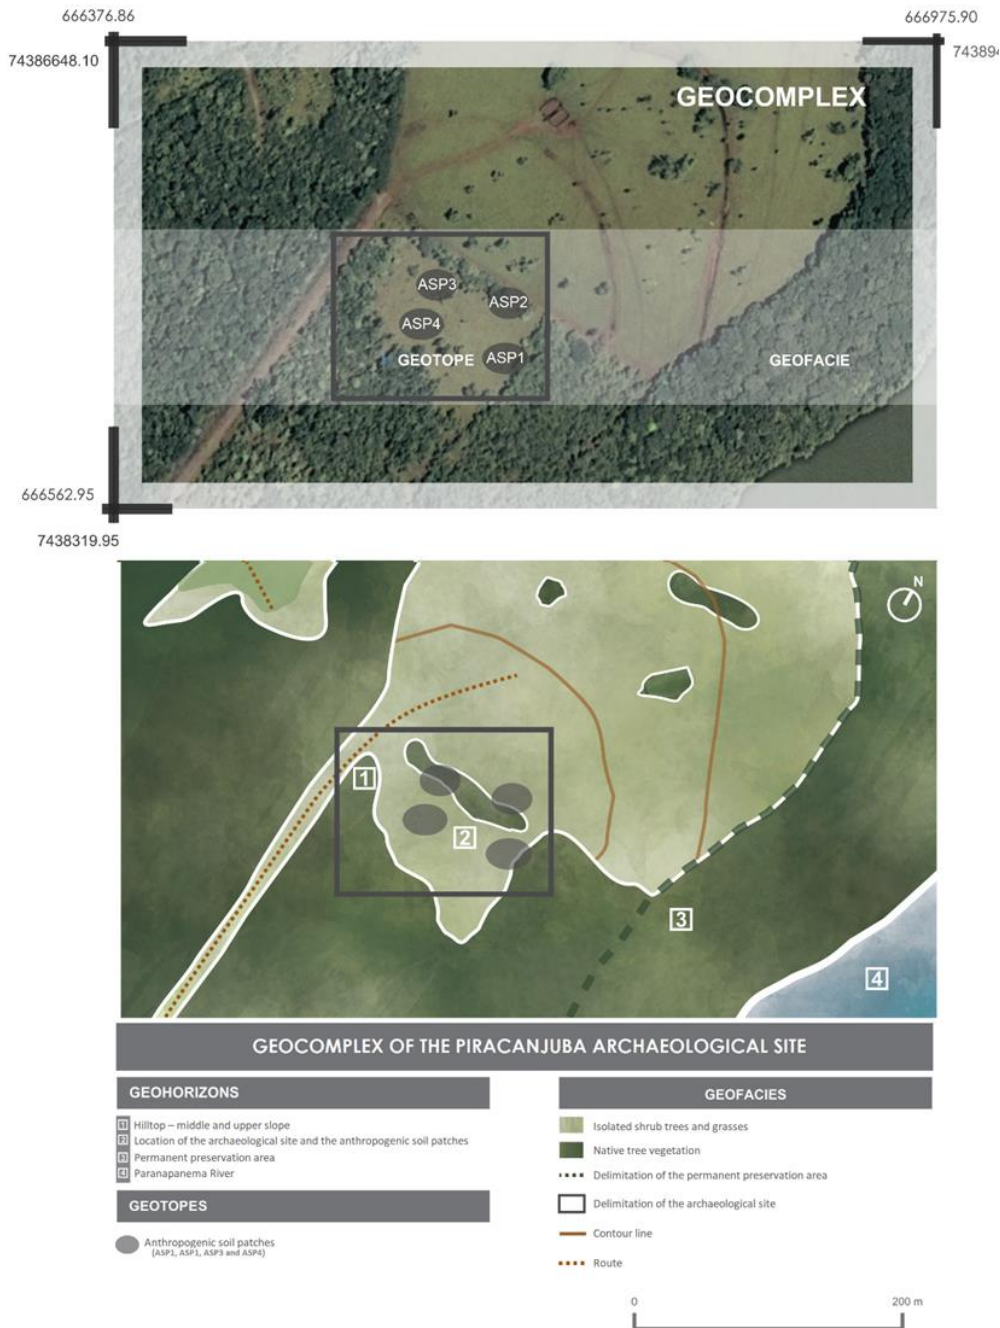 666376.86
666975.90
74386648.10
743894
GEOCOMPLEX
ASP3
ASP2
ASP4
GEOTOPE
ASP1
GEOFACIE
666562.95
7438319.95
N
1
2
3
4
GEOCOMPLEX OF THE PIRACANJUBA ARCHAEOLOGICAL SITE
GEOHORIZONS
1 Hilltop – middle and upper slope
2 Location of the archaeological site and the anthropogenic soil patches
3 Permanent preservation area
4 Paranapanema River
GEOTOPES
Anthropogenic soil patches
(ASP1, ASP1, ASP3 and ASP4)
GEOFACIES
Isolated shrub trees and grasses
Native tree vegetation
Delimitation of the permanent preservation area
Delimitation of the archaeological site
Contour line
Route
0 200 m